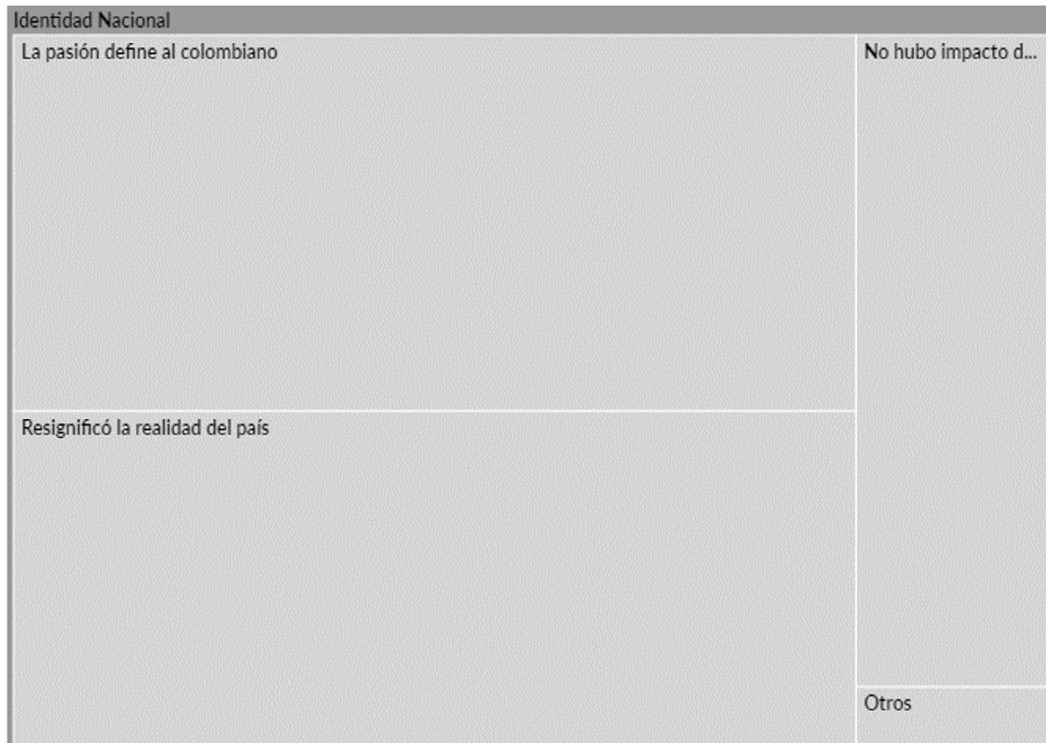 Identidad Nacional
La pasión define al colombiano
No hubo impacto d...
Resignificó la realidad del país
Otros